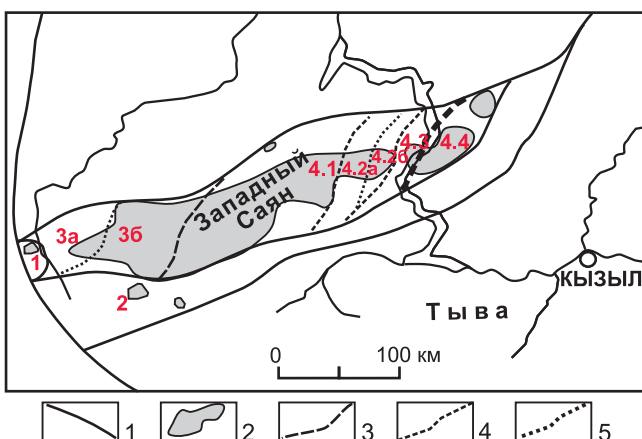 4.3
4.4
4.2б
4.1
4.2а
Западный
Саян
3а
3б
1
2
КЫЗЫЛ
Тыва
0
100 км
1
2
3
4
5